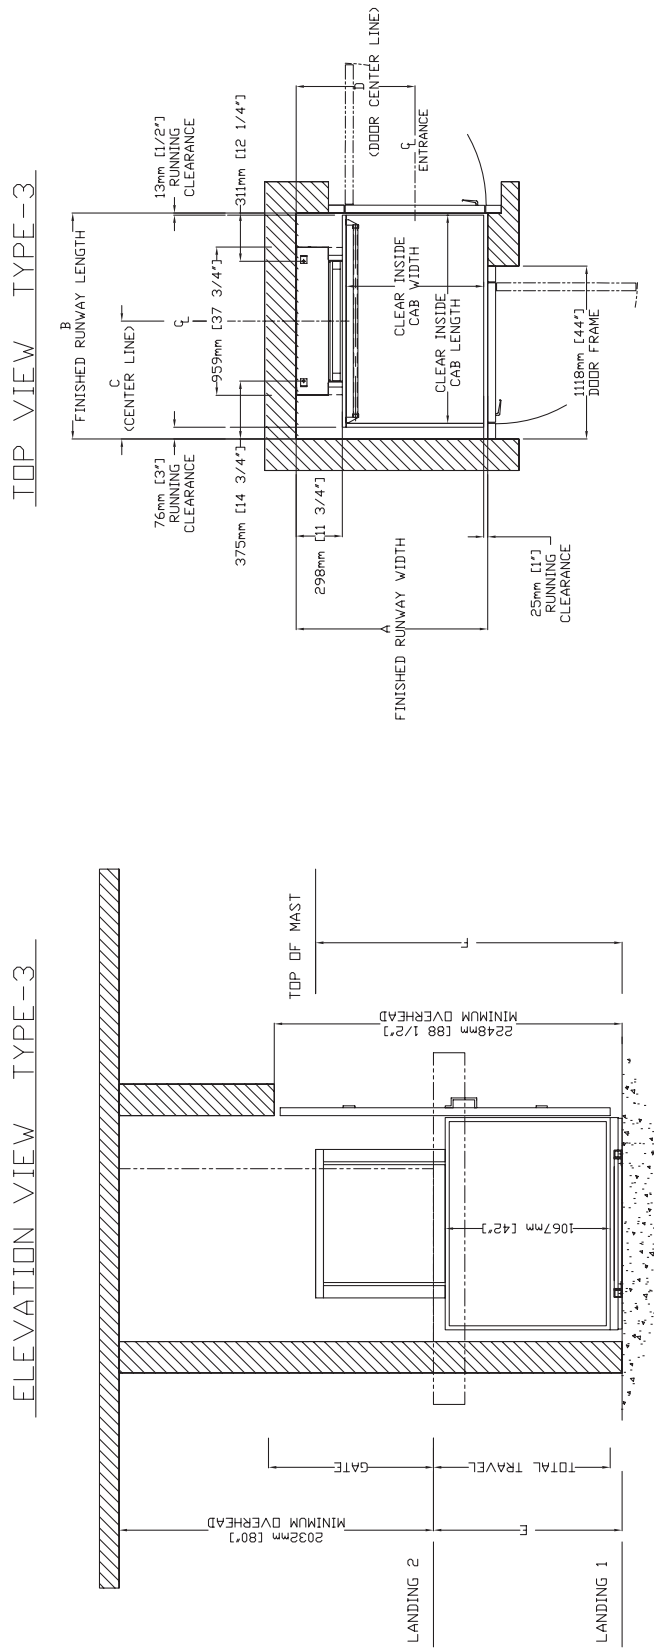 TOP VIEW TYPE-3
B
FINISHED RUNWAY LENGTH
C
(CENTER LINE)
CL
13mm [1/2"]
RUNNING
CLEARANCE
76mm [3"]
RUNNING
CLEARANCE
311mm [12 1/4"]
959mm [37 3/4"]
375mm [14 3/4"]
298mm [11 3/4"]
D
(DOOR CENTER LINE)
CL
ENTRANCE
CLEAR INSIDE
CAB WIDTH
CLEAR INSIDE
CAB LENGTH
1118mm [44"]
DOOR FRAME
A
FINISHED RUNWAY WIDTH
25mm [1"]
RUNNING
CLEARANCE
ELEVATION VIEW TYPE-3
TOP OF MAST
F
2248mm [88 1/2"]
MINIMUM OVERHEAD
1067mm [42"]
GATE
TOTAL TRAVEL
2032mm [80"]
MINIMUM OVERHEAD
E
LANDING 2
LANDING 1